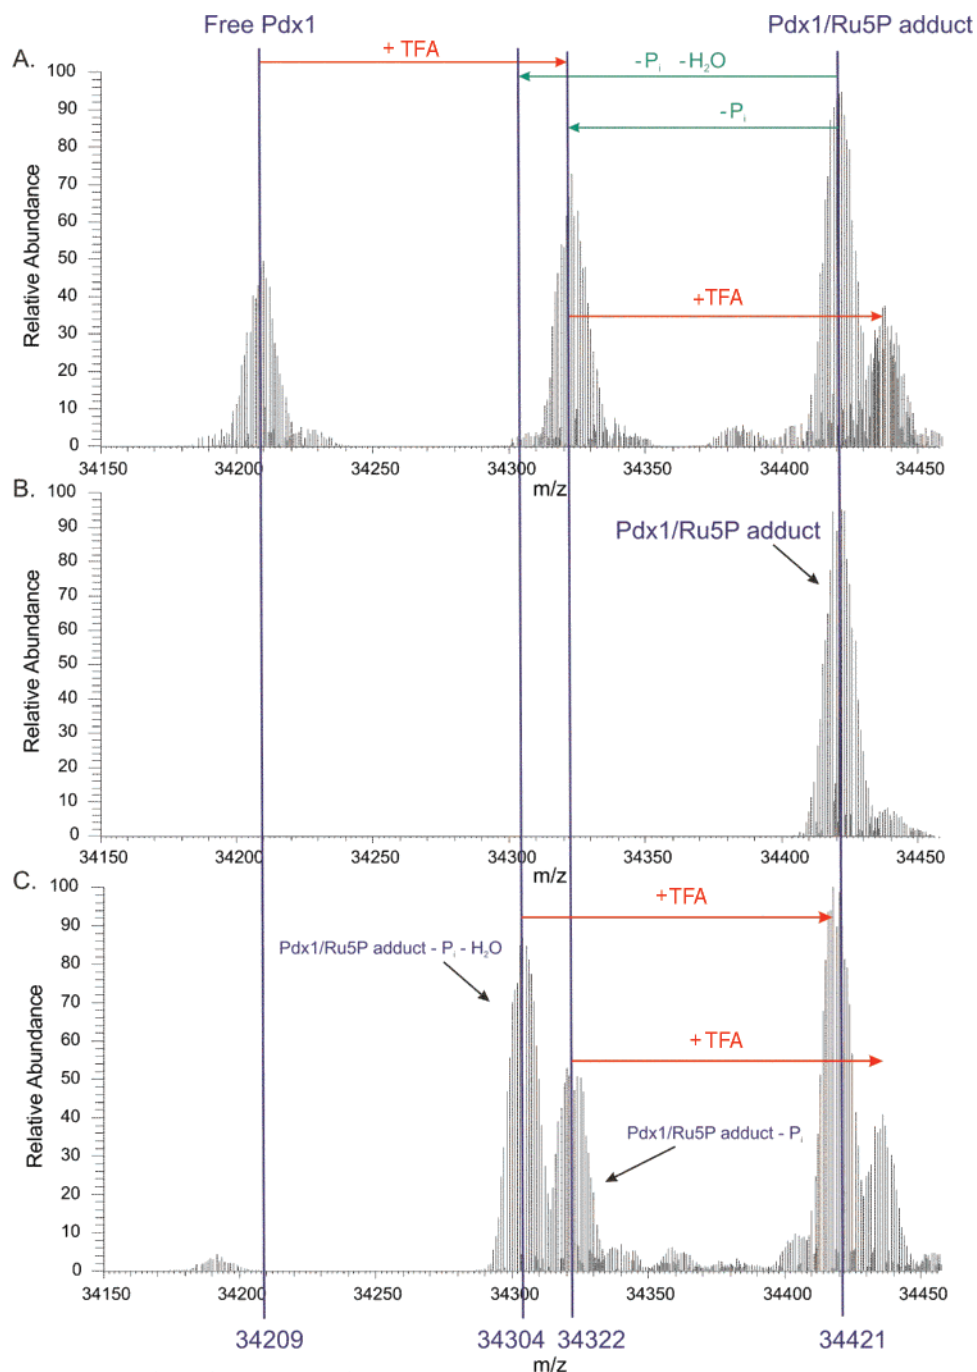 Free Pdx1
Pdx1/Ru5P adduct
A.
+ TFA
-Pᵢ -H₂O
-Pᵢ
+TFA
Relative Abundance
100
90
80
70
60
50
40
30
20
10
0
34150 34200 34250 34300 34350 34400 34450
m/z
B.
Pdx1/Ru5P adduct
Relative Abundance
100
90
80
70
60
50
40
30
20
10
0
34150 34200 34250 34300 34350 34400 34450
m/z
C.
+TFA
Pdx1/Ru5P adduct - Pᵢ - H₂O
+TFA
Pdx1/Ru5P adduct - Pᵢ
Relative Abundance
100
90
80
70
60
50
40
30
20
10
0
34150 34200 34250 34300 34350 34400 34450
34209 34304 34322 34421
m/z